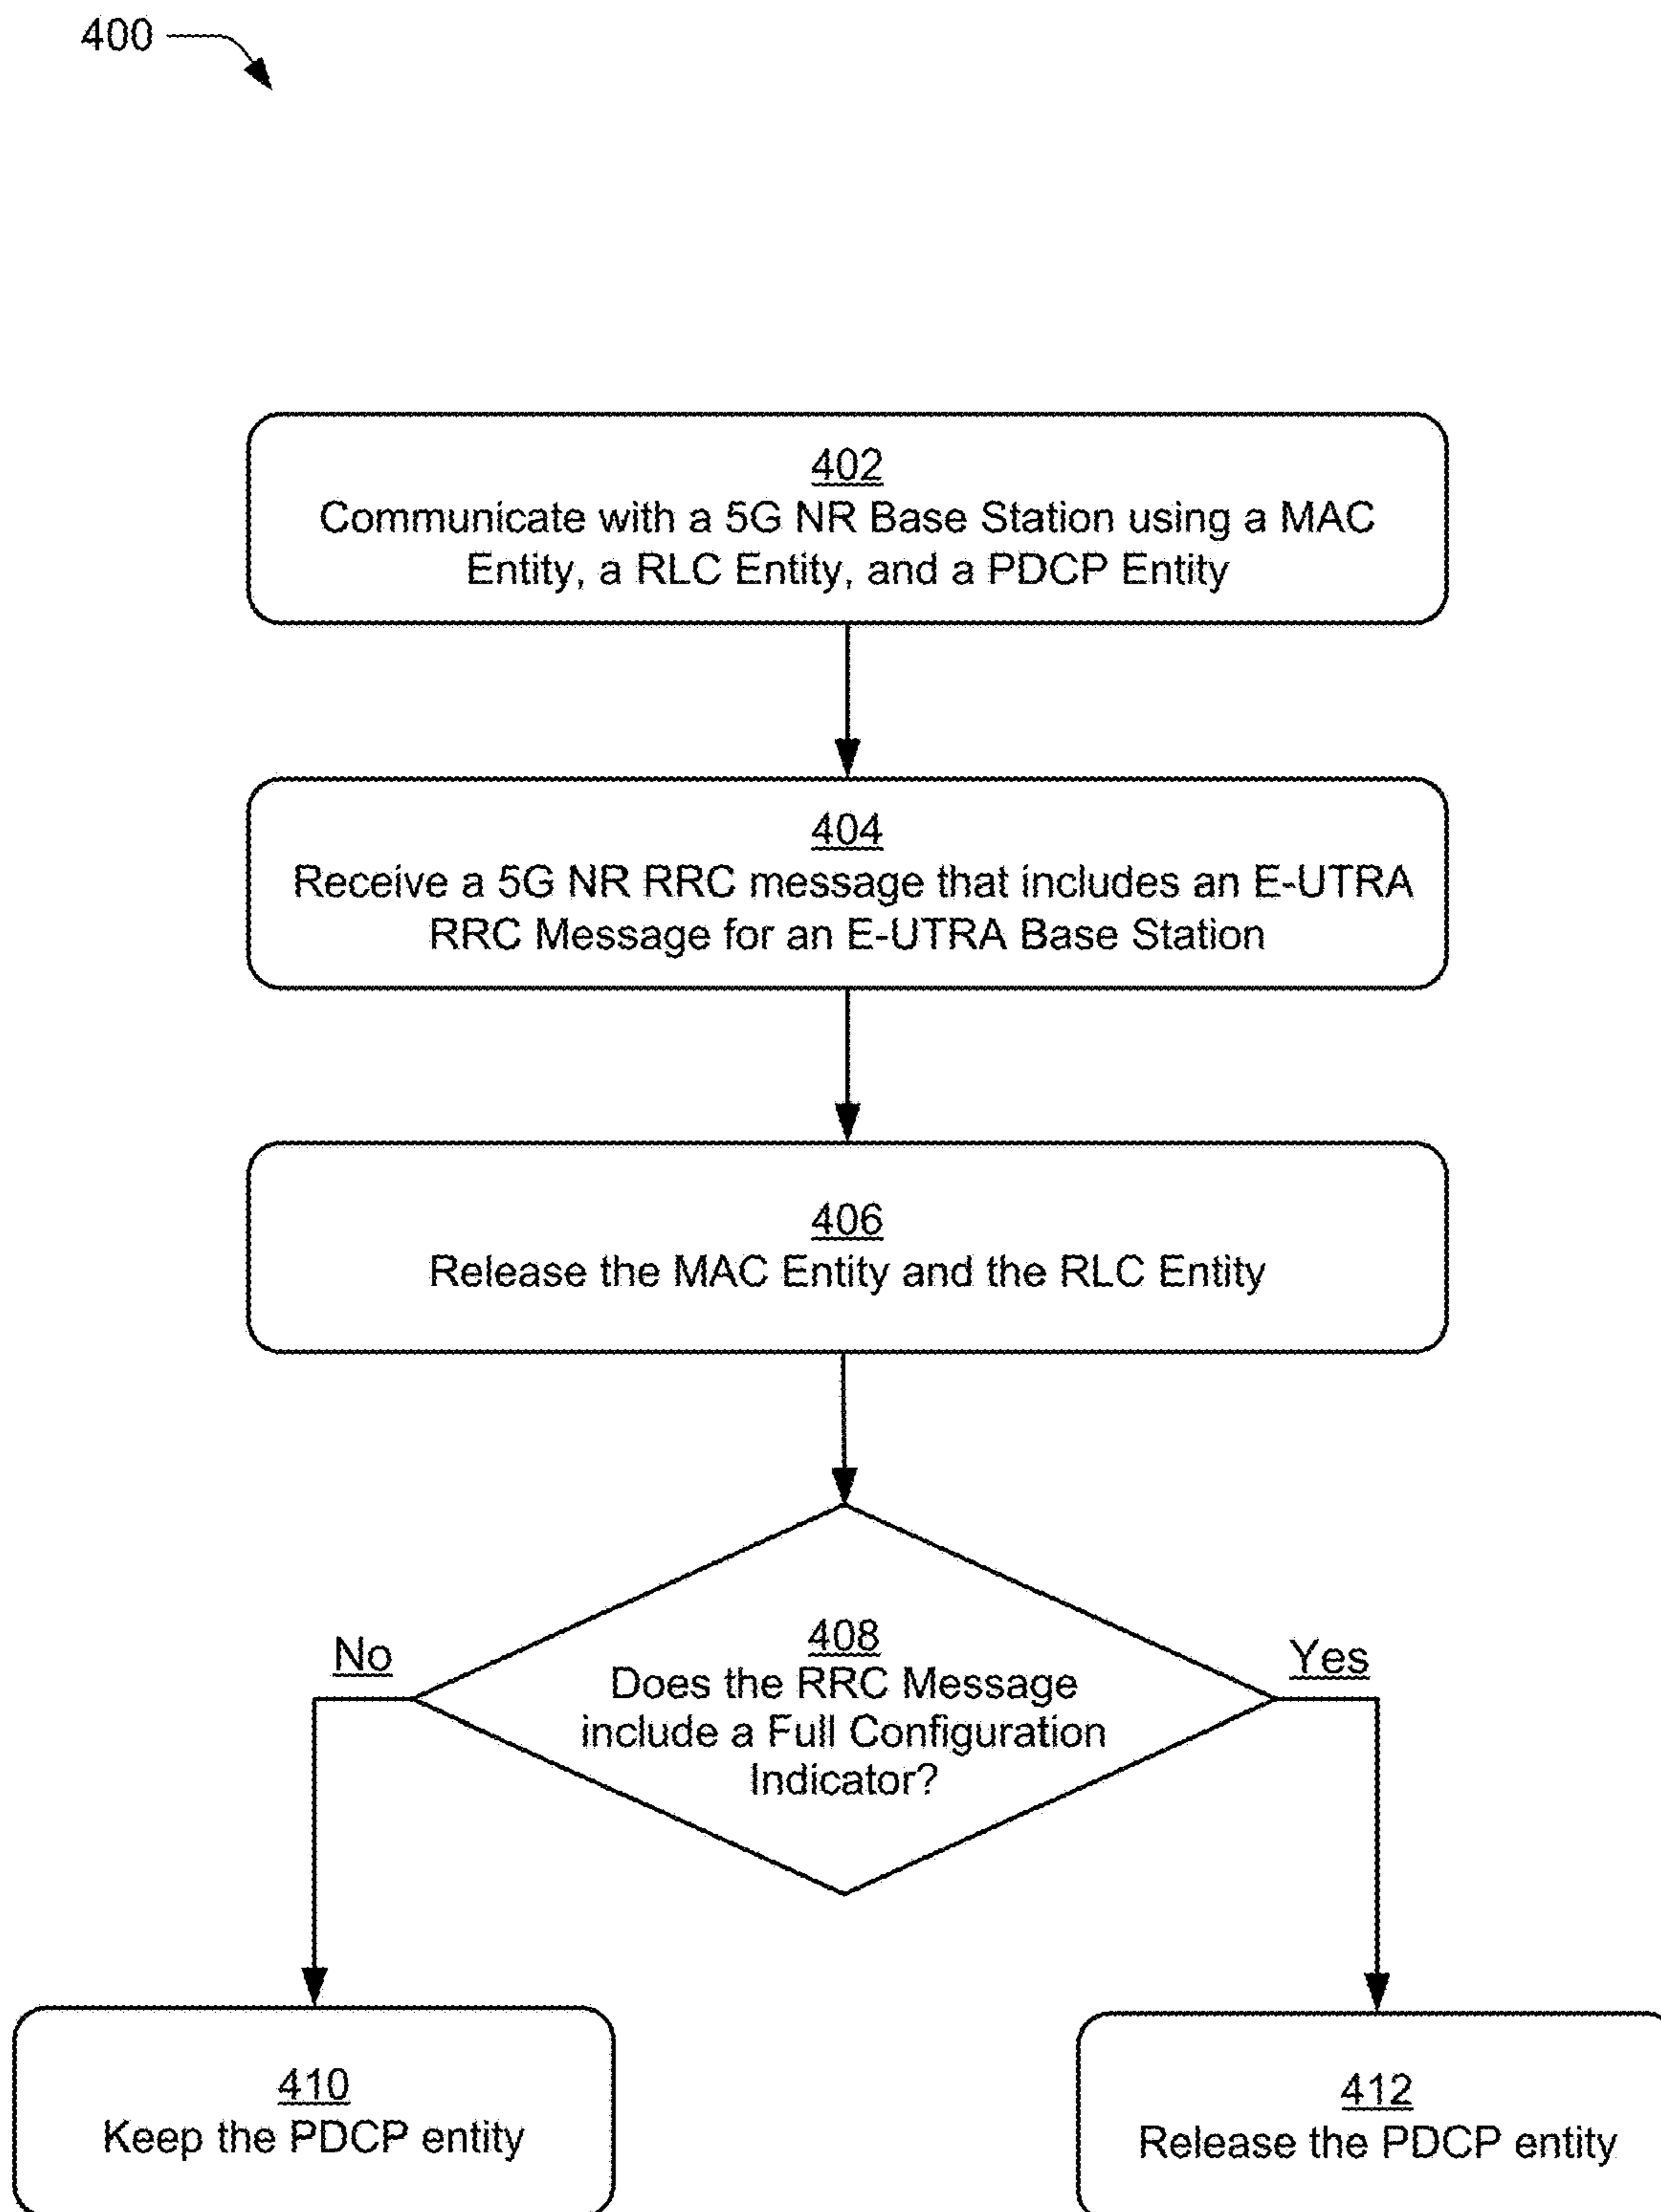 400
402
Communicate with a 5G NR Base Station using a MAC
Entity, a RLC Entity, and a PDCP Entity
404
Receive a 5G NR RRC message that includes an E-UTRA
RRC Message for an E-UTRA Base Station
406
Release the MAC Entity and the RLC Entity
408
Does the RRC Message
include a Full Configuration
Indicator?
No
Yes
410
Keep the PDCP entity
412
Release the PDCP entity